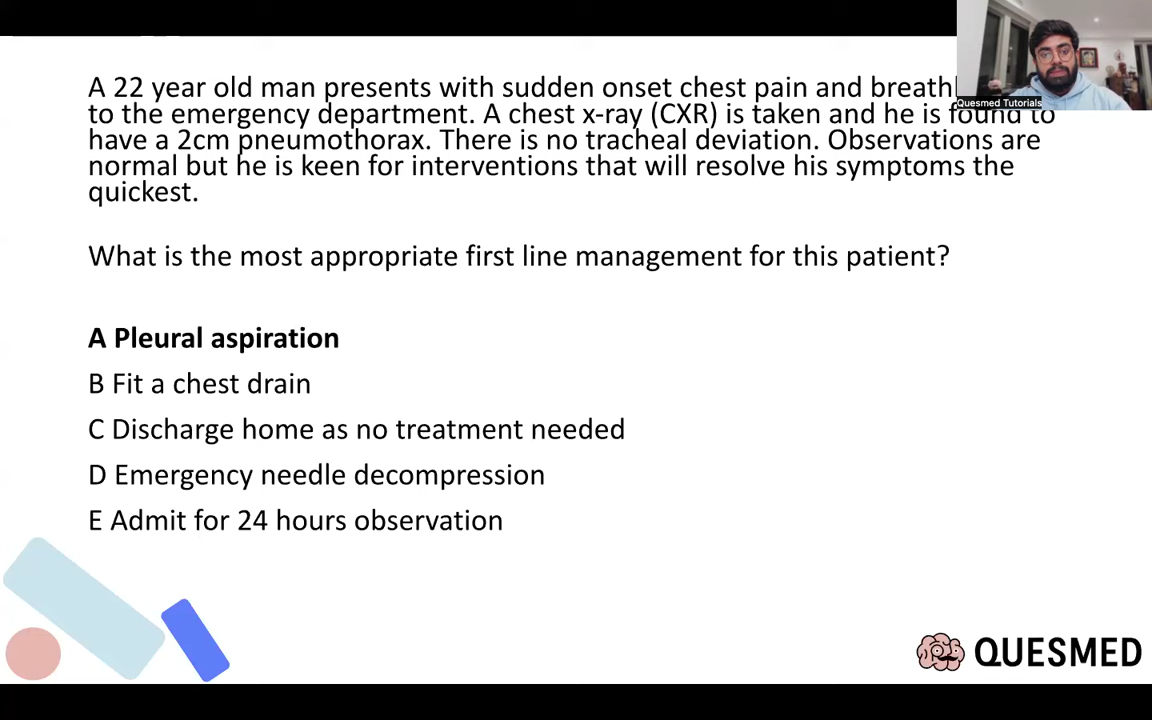 A 22 year old man presents with sudden onset chest pain and
to the emergency department. A chest x-ray (CXR) is taken and he is found to
have a 2cm pneumothorax. There is no tracheal deviation. Observations are
normal but he is keen for interventions that will resolve his symptoms the
quickest.
What is the most appropriate first line management for this patient?
A Pleural aspiration
B Fit a chest drain
C Discharge home as no treatment needed
D Emergency needle decompression
E Admit for 24 hours observation
Quesmed Tutorials
QUESMED